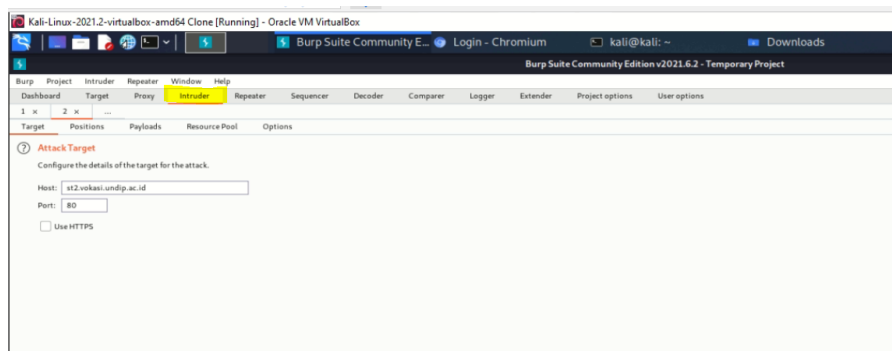 Kali-Linux-2021.2-virtualbox-amd64 Clone [Running] - Oracle VM VirtualBox
Burp Suite Community E... Login - Chromium kali@kali: ~ Downloads
Burp Suite Community Edition v2021.6.2 - Temporary Project
Burp Project Intruder Repeater Window Help
Dashboard Target Proxy Intruder Repeater Sequencer Decoder Comparer Logger Extender Project options User options
1 × 2 × ...
Target Positions Payloads Resource Pool Options
? Attack Target
Configure the details of the target for the attack.
Host: st2.vokasi.undip.ac.id
Port: 80
Use HTTPS